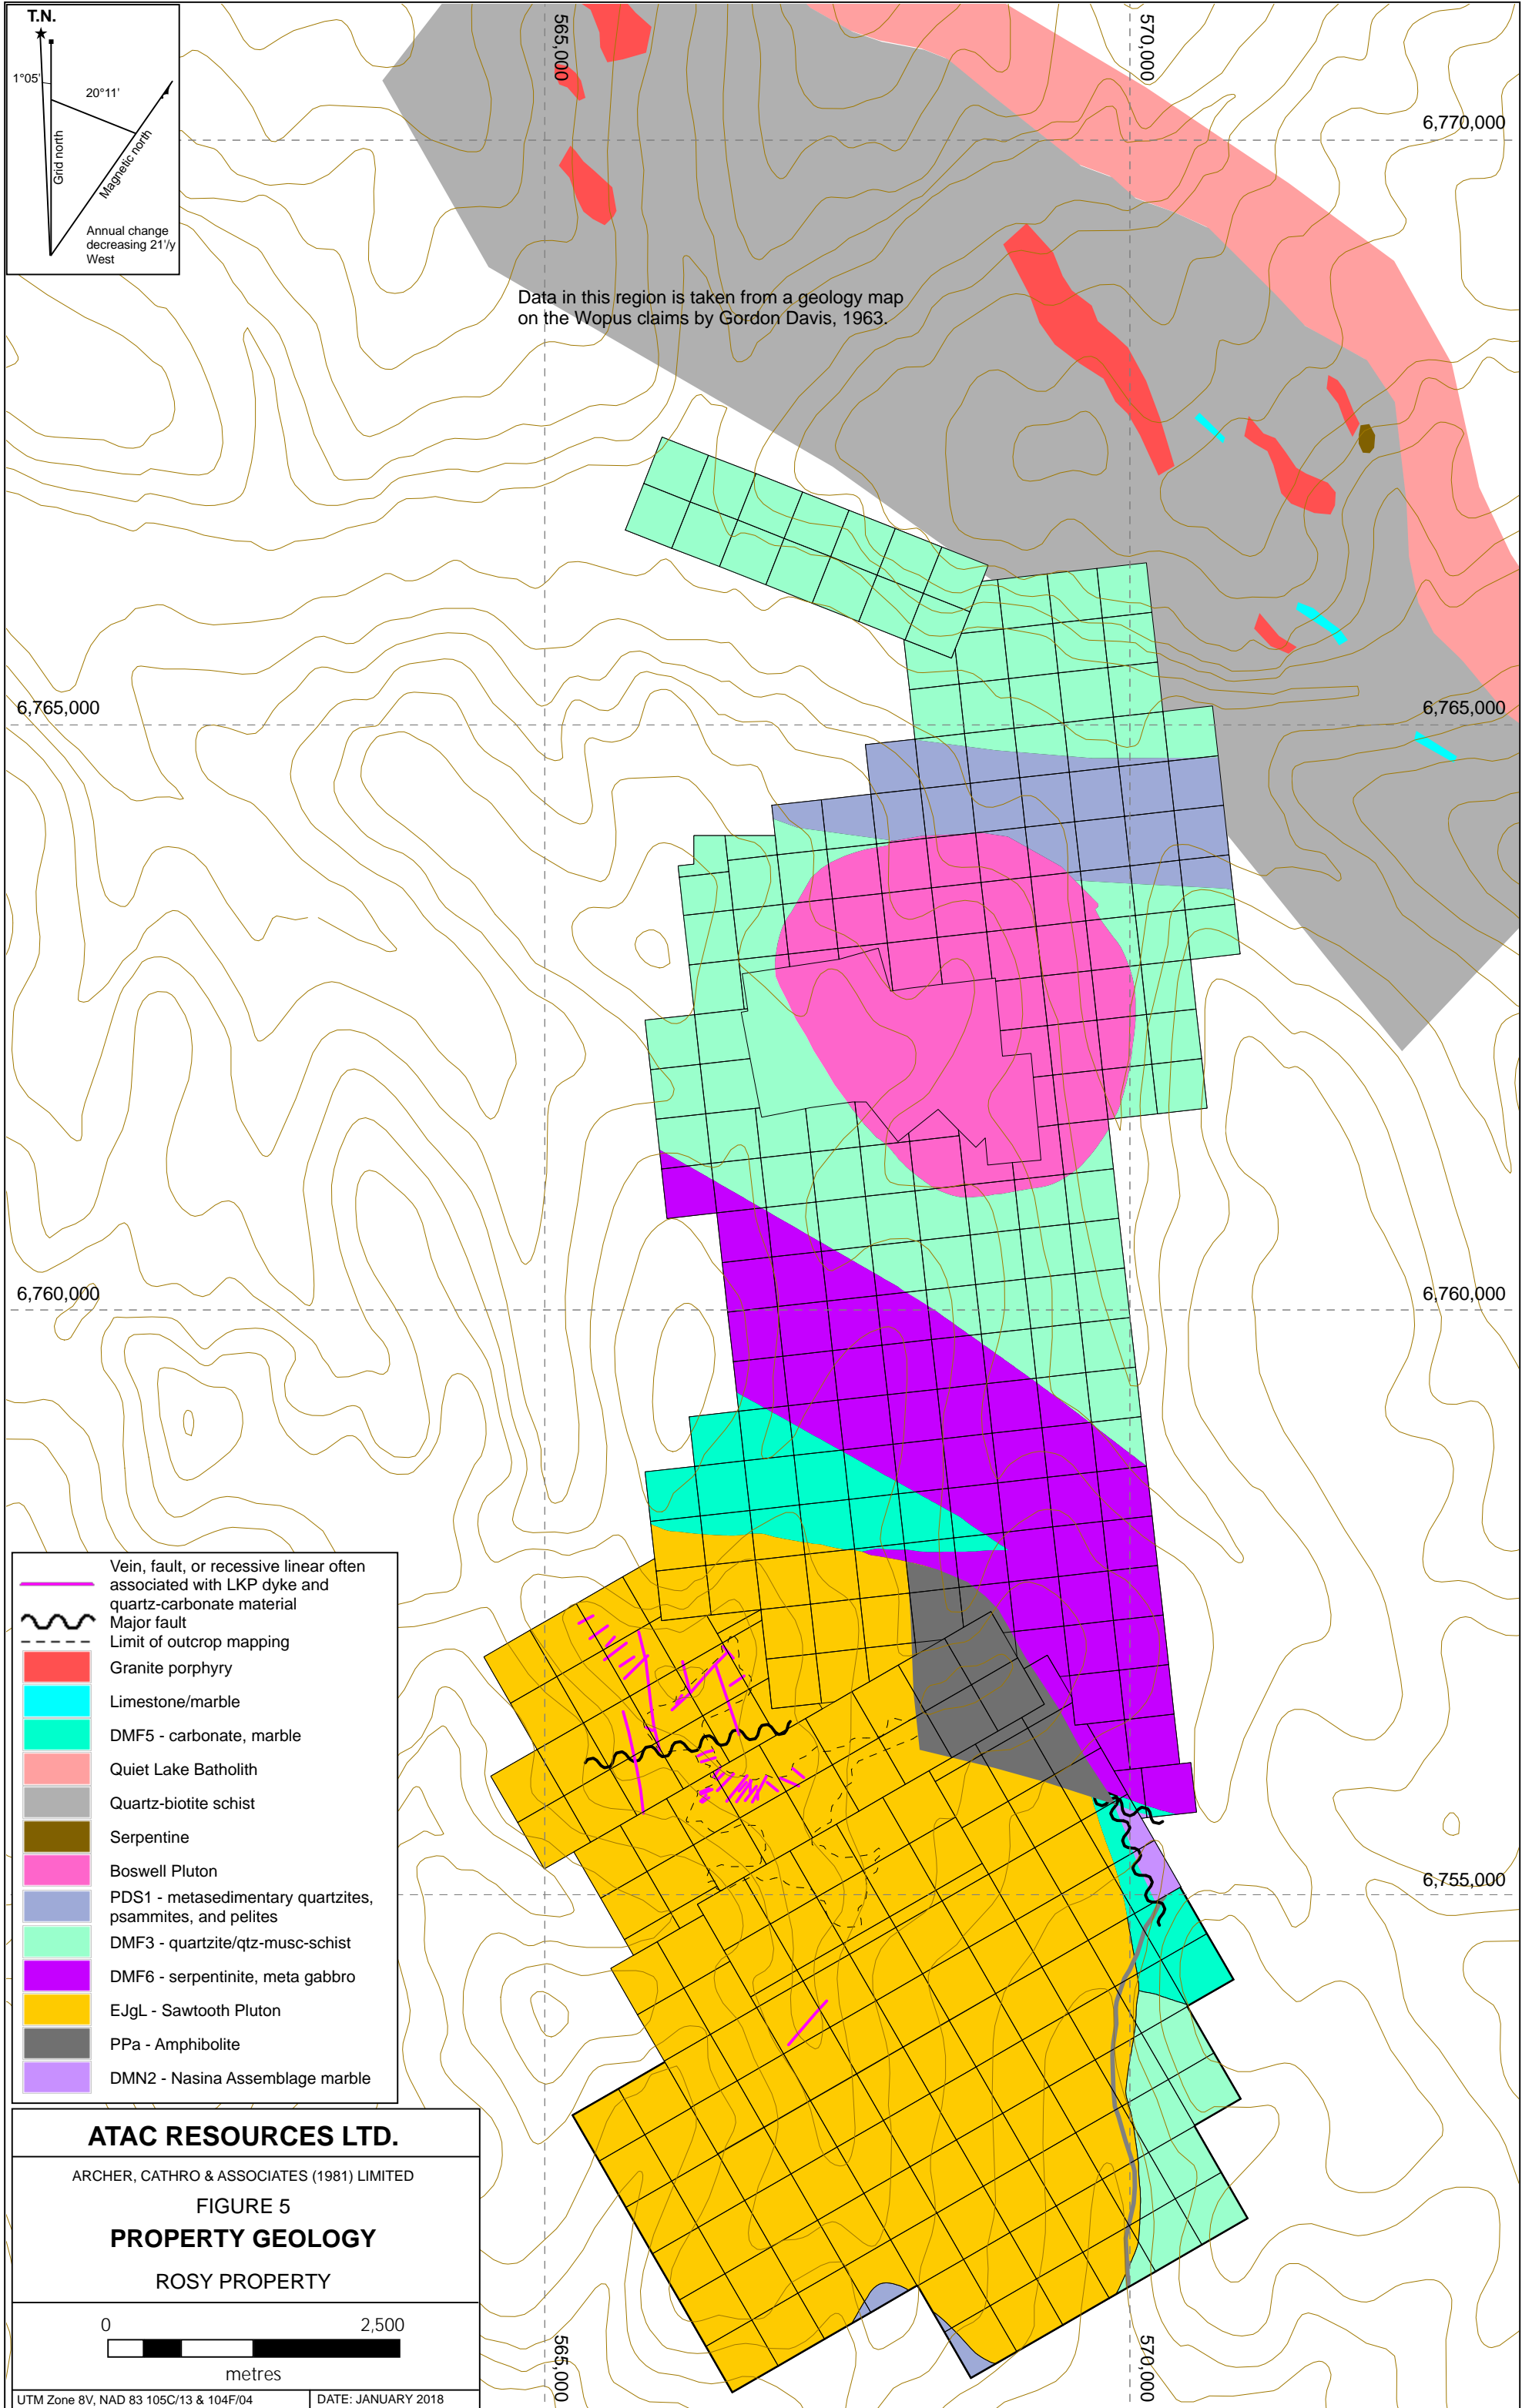 T.N.
1°05'
20°11'
Grid north
Magnetic north
Annual change
decreasing 21'/y
West
565,000
570,000
6,770,000
Data in this region is taken from a geology map
on the Wopus claims by Gordon Davis, 1963.
6,765,000
6,765,000
6,760,000
6,760,000
6,755,000
Vein, fault, or recessive linear often
associated with LKP dyke and
quartz-carbonate material
Major fault
Limit of outcrop mapping
Granite porphyry
Limestone/marble
DMF5 - carbonate, marble
Quiet Lake Batholith
Quartz-biotite schist
Serpentine
Boswell Pluton
PDS1 - metasedimentary quartzites,
psammites, and pelites
DMF3 - quartzite/qtz-musc-schist
DMF6 - serpentinite, meta gabbro
EJgL - Sawtooth Pluton
PPa - Amphibolite
DMN2 - Nasina Assemblage marble
ATAC RESOURCES LTD.
ARCHER, CATHRO & ASSOCIATES (1981) LIMITED
FIGURE 5
PROPERTY GEOLOGY
ROSY PROPERTY
0 2,500
metres
UTM Zone 8V, NAD 83 105C/13 & 104F/04
DATE: JANUARY 2018
565,000
570,000